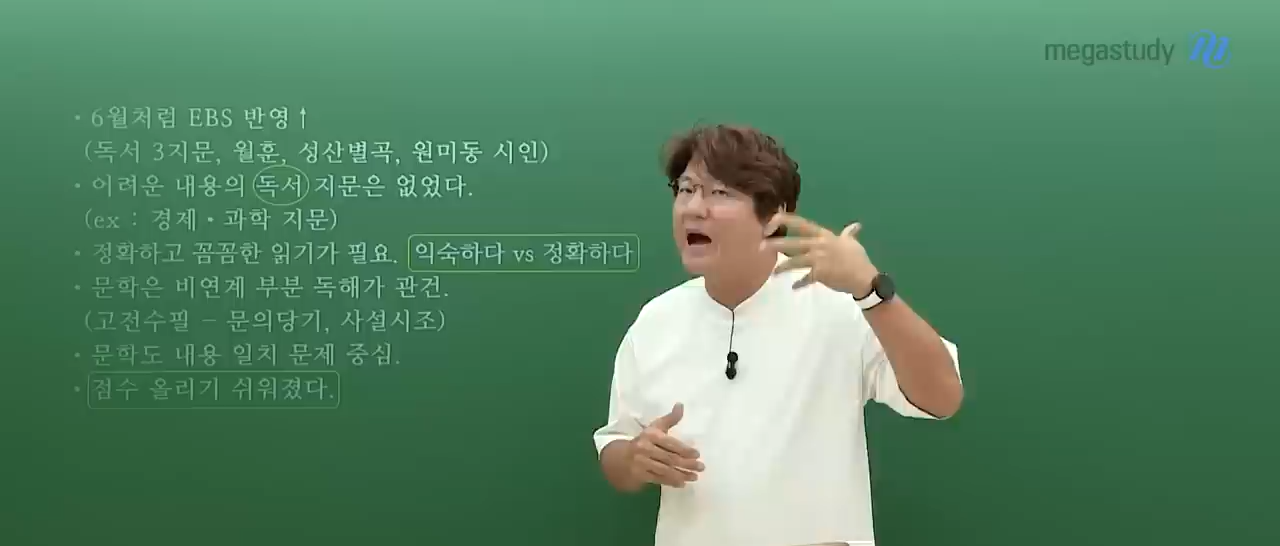 megastudy
• 6월처럼 EBS 반영↑
(독서 3지문, 월훈, 성산별곡, 원미동 시인)
• 어려운 내용의 독서 지문은 없었다.
(ex : 경제·과학 지문)
• 정확하고 꼼꼼한 읽기가 필요. 익숙하다 vs 정확하다
• 문학은 비연계 부분 독해가 관건.
(고전수필 – 문의당기, 사설시조)
• 문학도 내용 일치 문제 중심.
• 점수 올리기 쉬워졌다.